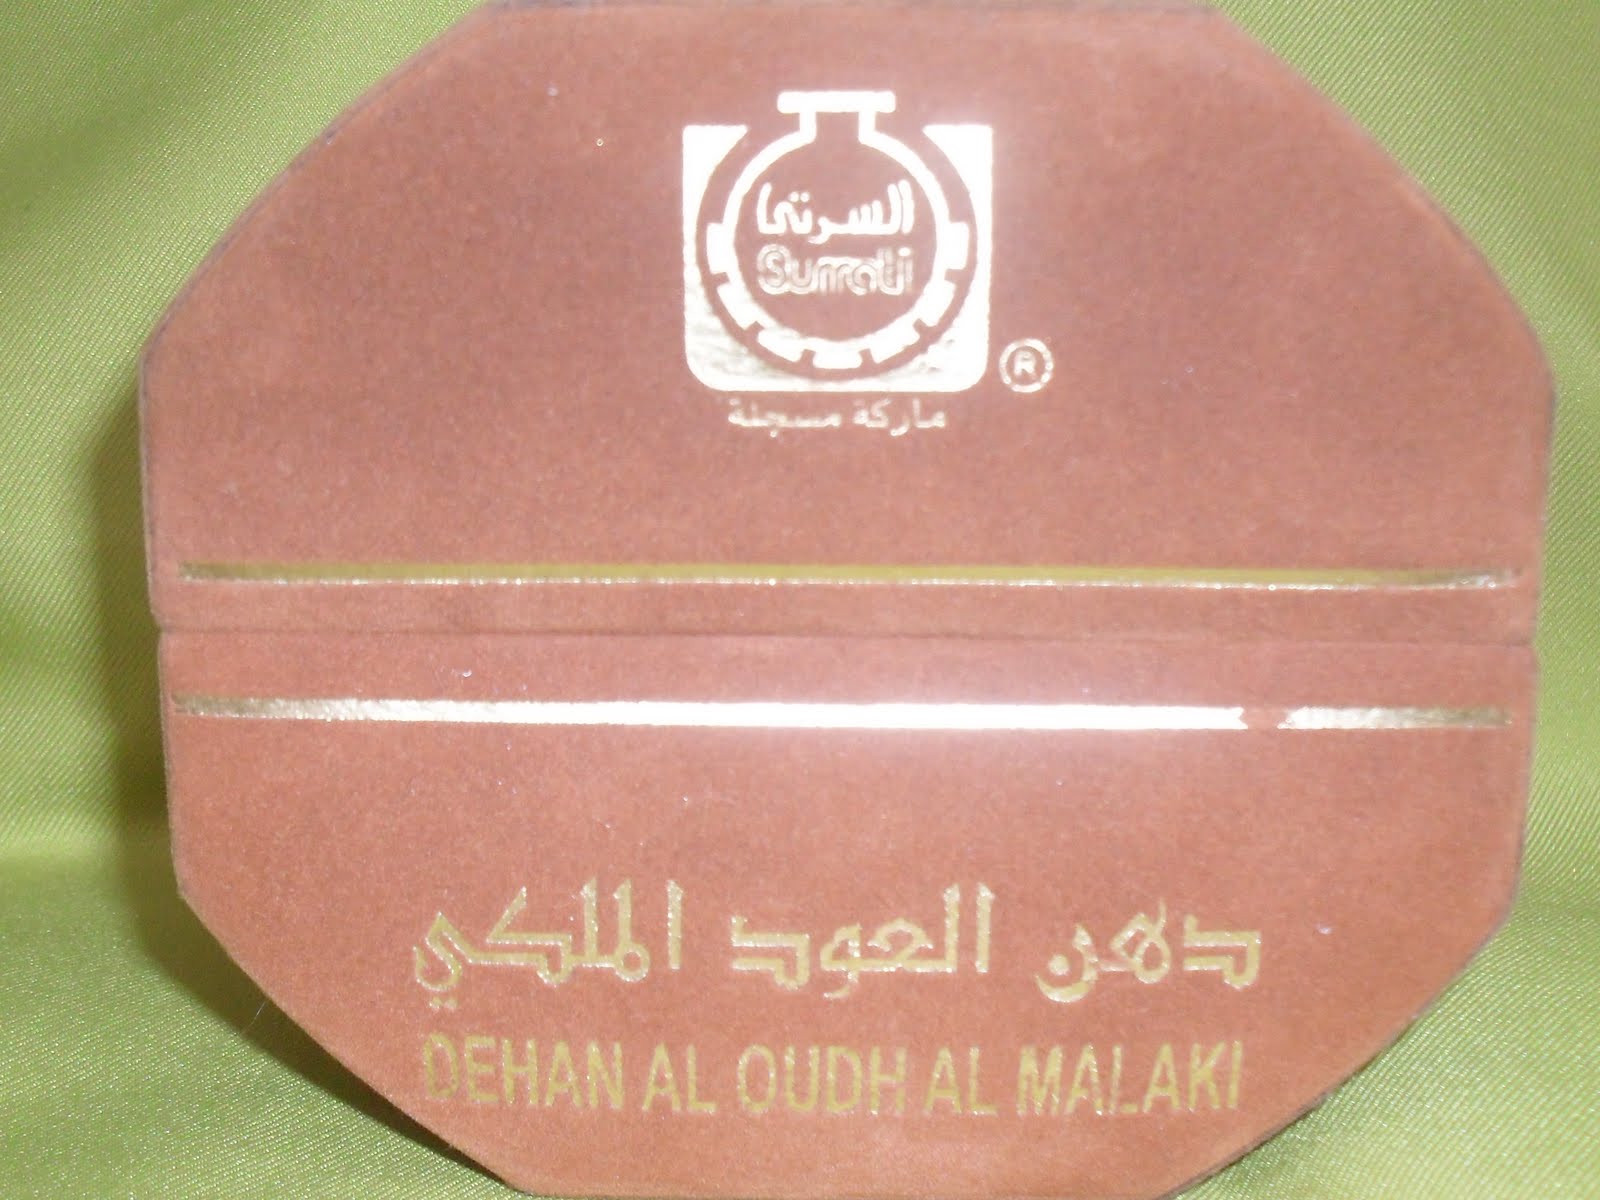 السرتي
Surrati
®
ماركة مسجلة
دهن العود الملكي
DEHAN AL OUDH AL MALAKI